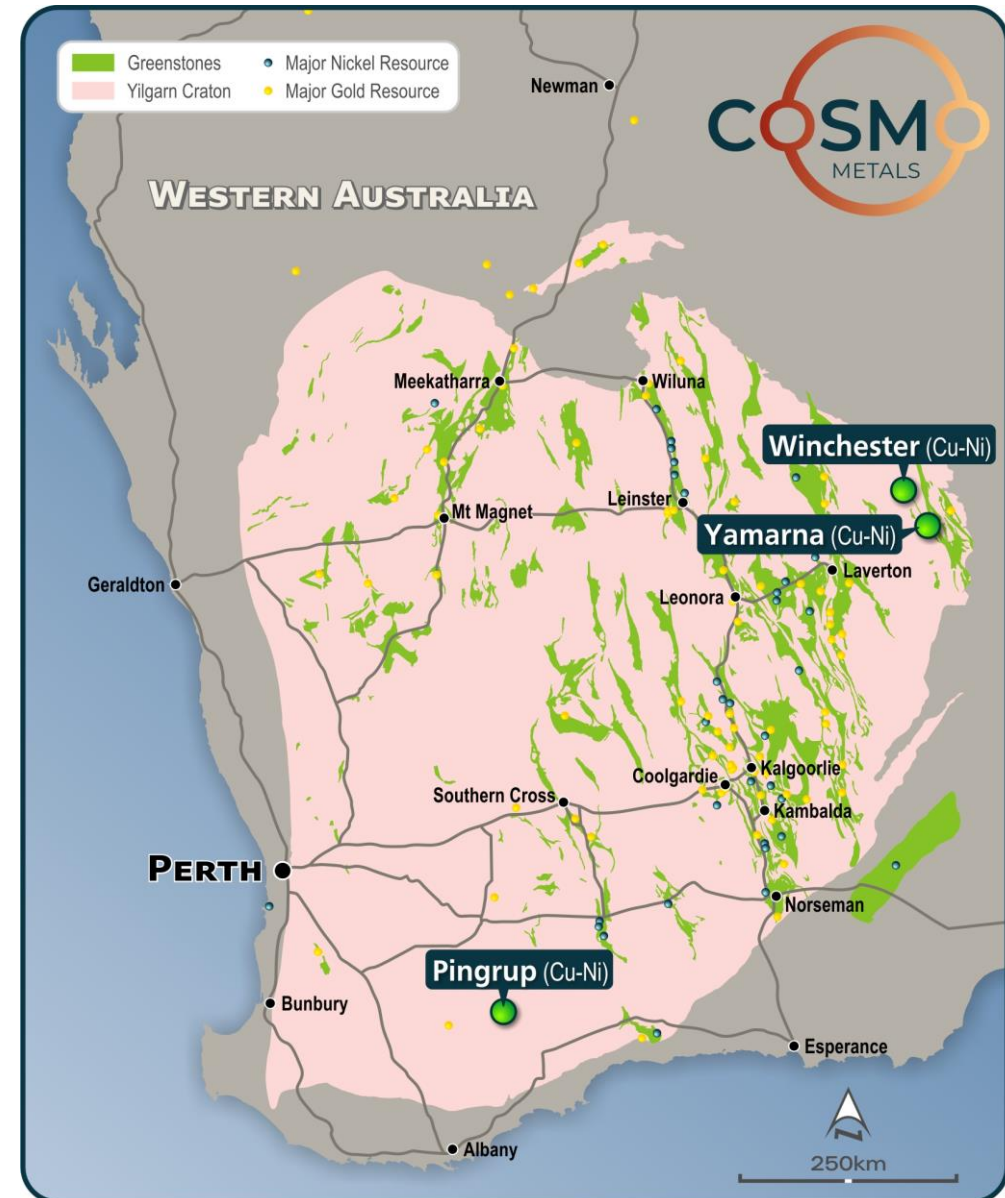 Greenstones
Major Nickel Resource
Yilgarn Craton
Major Gold Resource
Newman
COSMO
METALS
WESTERN AUSTRALIA
Meekatharra
Wiluna
Winchester (Cu-Ni)
Leinster
Mt Magnet
Yamarna (Cu-Ni)
Laverton
Geraldton
Leonora
Kalgoorlie
Coolgardie
Southern Cross
Kambalda
PERTH
Norseman
Pingrup (Cu-Ni)
Bunbury
Esperance
Albany
N
250km